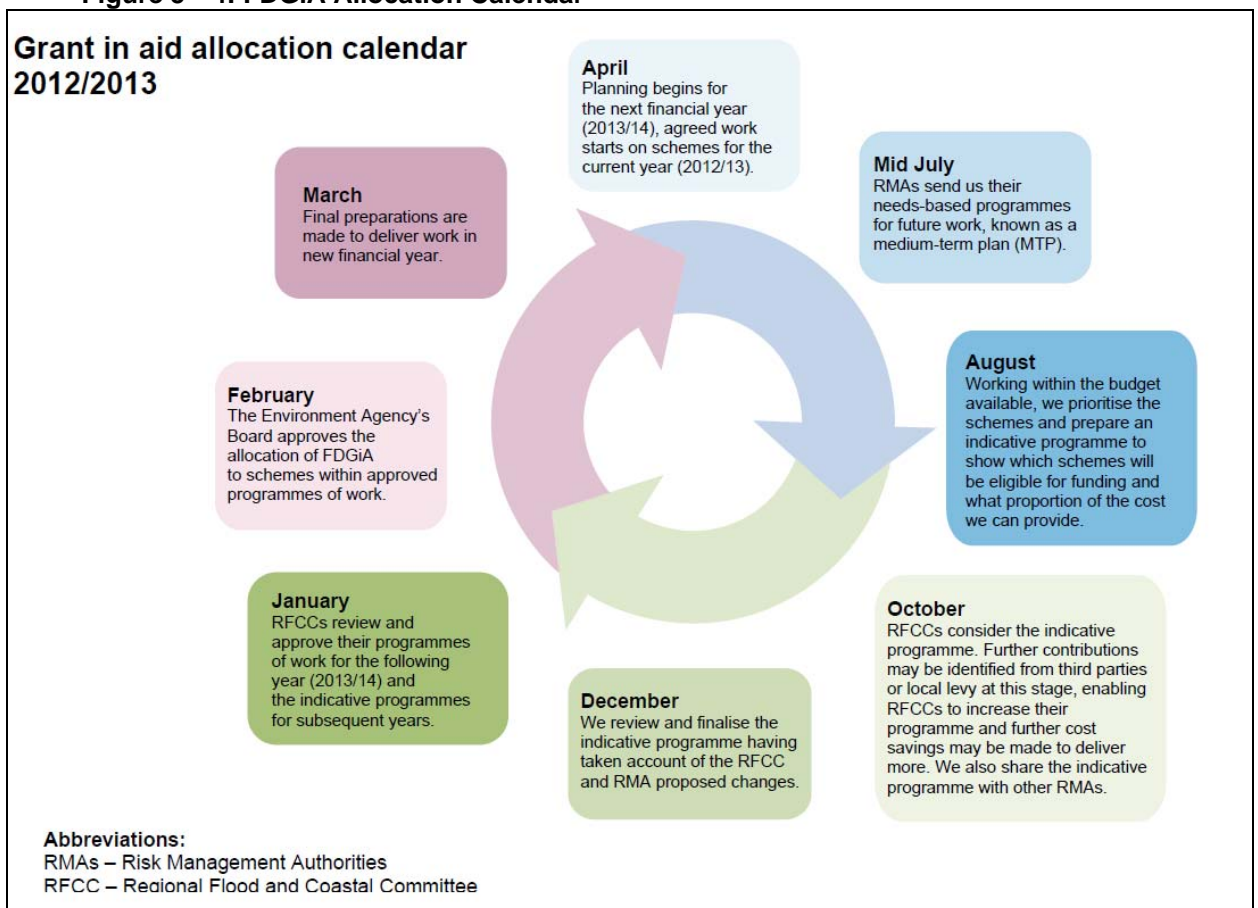 Figure 3 – 4: FDGiA Allocation Calendar
Grant in aid allocation calendar
2012/2013
April
Planning begins for
the next financial year
(2013/14), agreed work
starts on schemes for the
current year (2012/13).
Mid July
RMAs send us their
needs-based programmes
for future work, known as a
medium-term plan (MTP).
August
Working within the budget
available, we prioritise the
schemes and prepare an
indicative programme to
show which schemes will
be eligible for funding and
what proportion of the cost
we can provide.
October
RFCCs consider the indicative
programme. Further contributions
may be identified from third parties
or local levy at this stage, enabling
RFCCs to increase their
programme and further cost
savings may be made to deliver
more. We also share the indicative
programme with other RMAs.
December
We review and finalise the
indicative programme having
taken account of the RFCC
and RMA proposed changes.
January
RFCCs review and
approve their programmes
of work for the following
year (2013/14) and
the indicative programmes
for subsequent years.
February
The Environment Agency's
Board approves the
allocation of FDGiA
to schemes within approved
programmes of work.
March
Final preparations are
made to deliver work in
new financial year.
Abbreviations:
RMAs – Risk Management Authorities
RFCC – Regional Flood and Coastal Committee